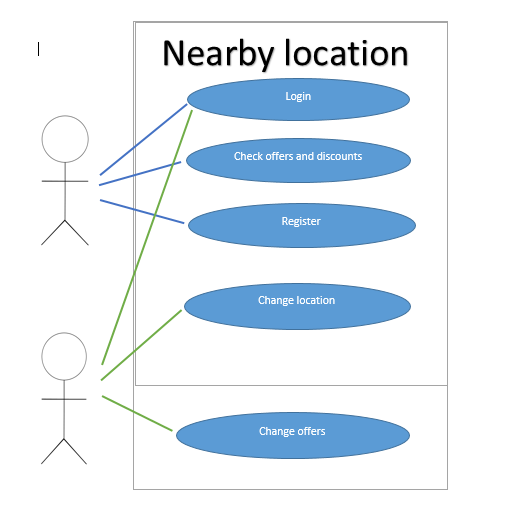 Nearby location
Login
Check offers and discounts
Register
Change location
Change offers